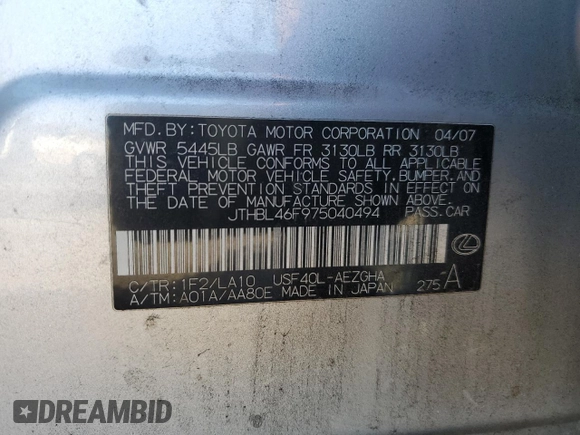 MFD. BY: TOYOTA MOTOR CORPORATION 04/07
GVWR 5445LB GAWR FR 3130LB RR 3130LB
THIS VEHICLE CONFORMS TO ALL APPLICABLE
FEDERAL MOTOR VEHICLE SAFETY, BUMPER, AND
THEFT PREVENTION STANDARDS IN EFFECT ON
THE DATE OF MANUFACTURE SHOWN ABOVE.
JTHBL46F975040494 PASS. CAR
C/TR: 1F2/LA10 USF40L-AEZGHA
A/TM: A01A/AA80E MADE IN JAPAN 275 -A
DREAMBID